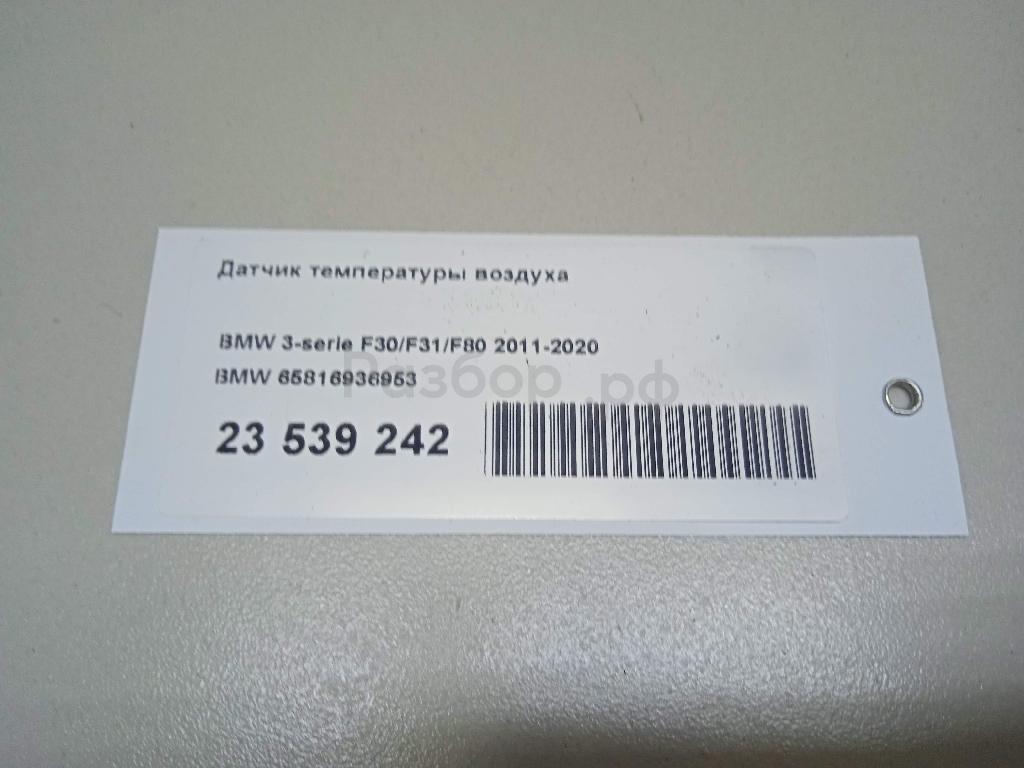 Датчик температуры воздуха
BMW 3-serie F30/F31/F80 2011-2020
BMW 65816936953
Разбор.рф
23 539 242